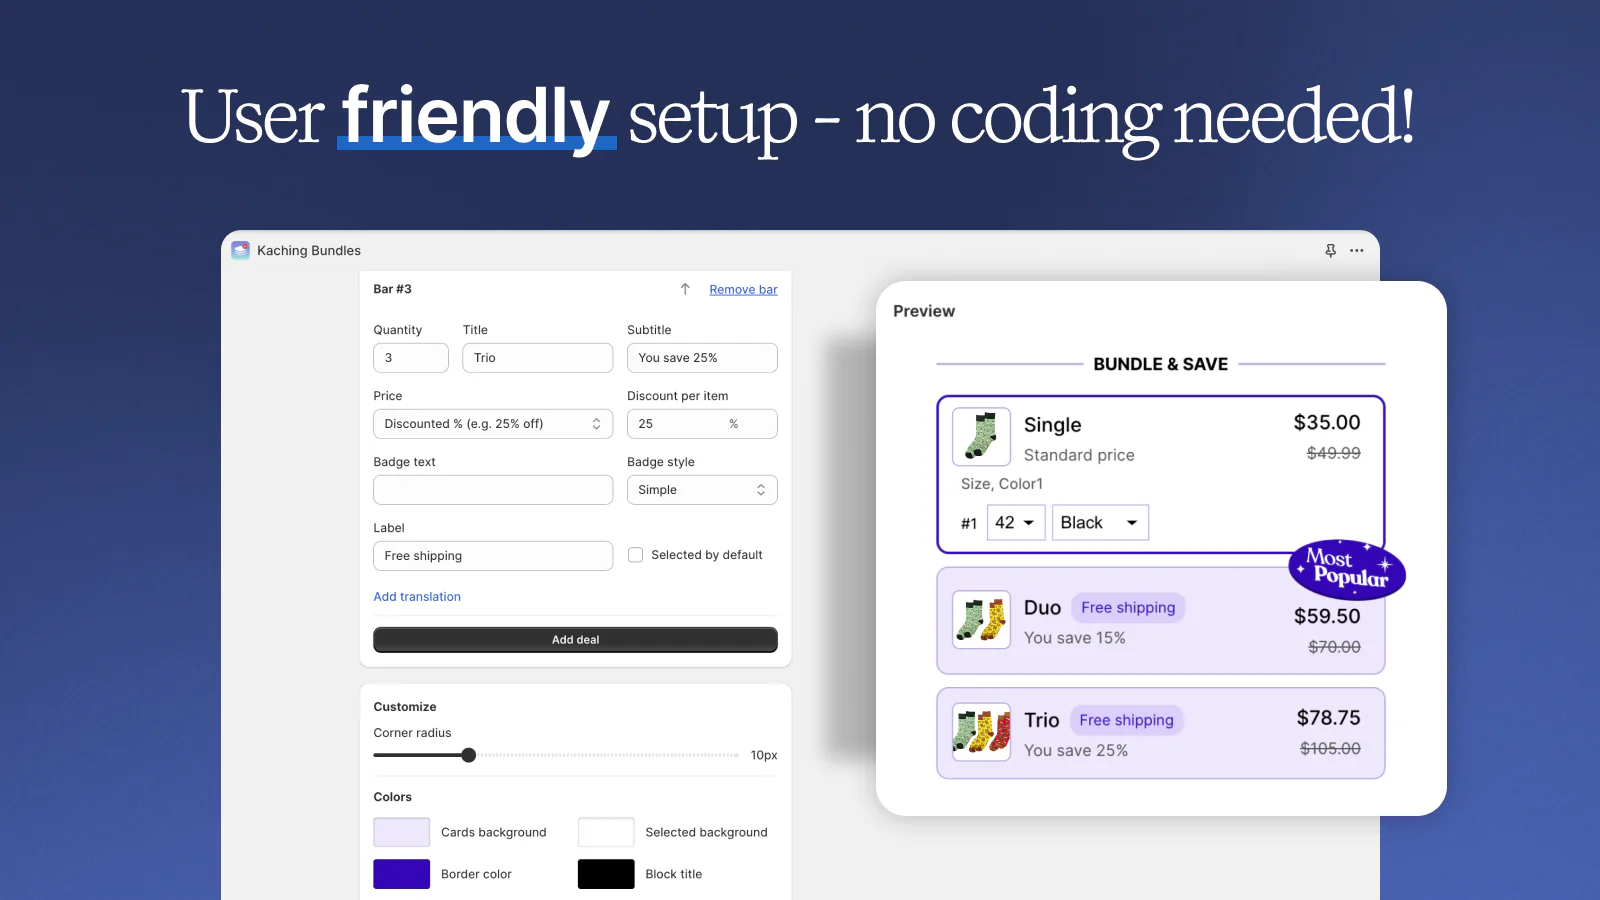 User friendly setup - no coding needed!
Kaching Bundles
Bar #3
Remove bar
Quantity
Title
Subtitle
3
Trio
You save 25%
Price
Discount per item
Discounted % (e.g. 25% off)
25
%
Badge text
Badge style
Simple
Label
Free shipping
Selected by default
Add translation
Add deal
Customize
Corner radius
10px
Colors
Cards background
Selected background
Border color
Block title
Preview
BUNDLE & SAVE
Single
$35.00
Standard price
$49.99
Size, Color1
#1
42
Black
Most
Popular
Duo
Free shipping
$59.50
You save 15%
$70.00
Trio
Free shipping
$78.75
You save 25%
$105.00